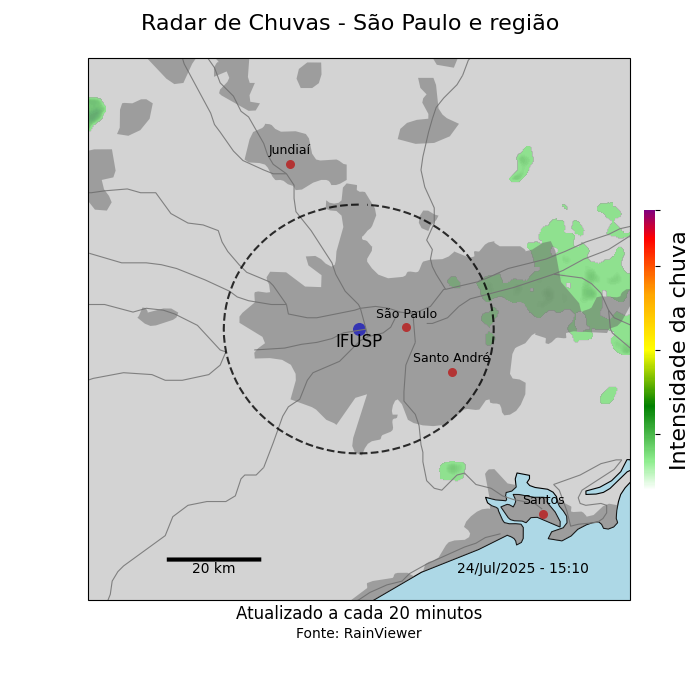 Radar de Chuvas - São Paulo e região
Jundiaí
São Paulo
IFUSP
Santo André
Santos
20 km
24/Jul/2025 - 15:10
Intensidade da chuva
Atualizado a cada 20 minutos
Fonte: RainViewer